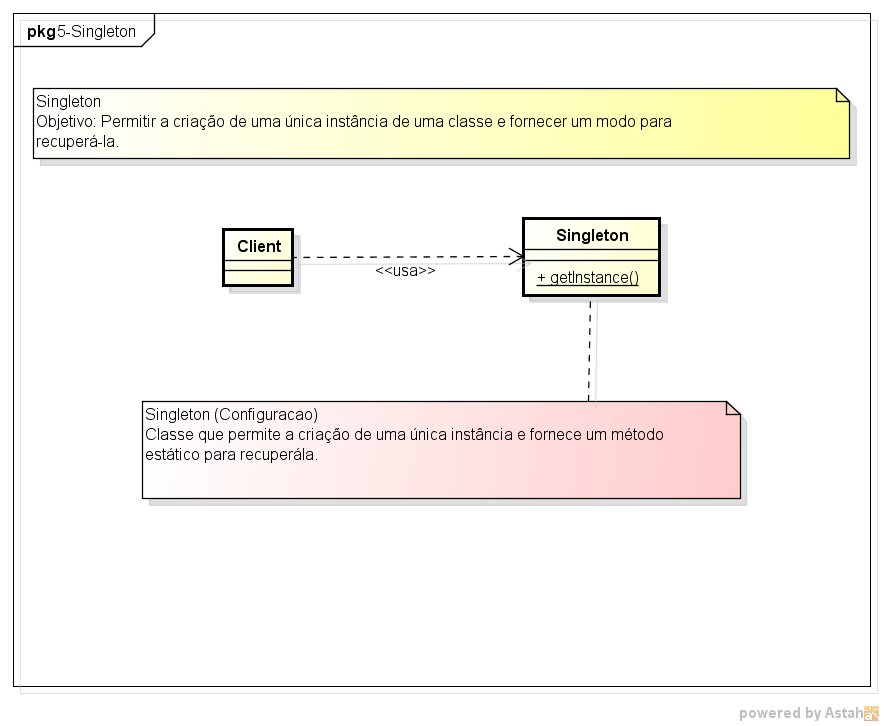 pkg 5-Singleton
Singleton
Objetivo: Permitir a criação de uma única instância de uma classe e fornecer um modo para
recuperá-la.
Client
<<usa>>
Singleton
+ getInstance()
Singleton (Configuracao)
Classe que permite a criação de uma única instância e fornece um método
estático para recuperála.
powered by Astah